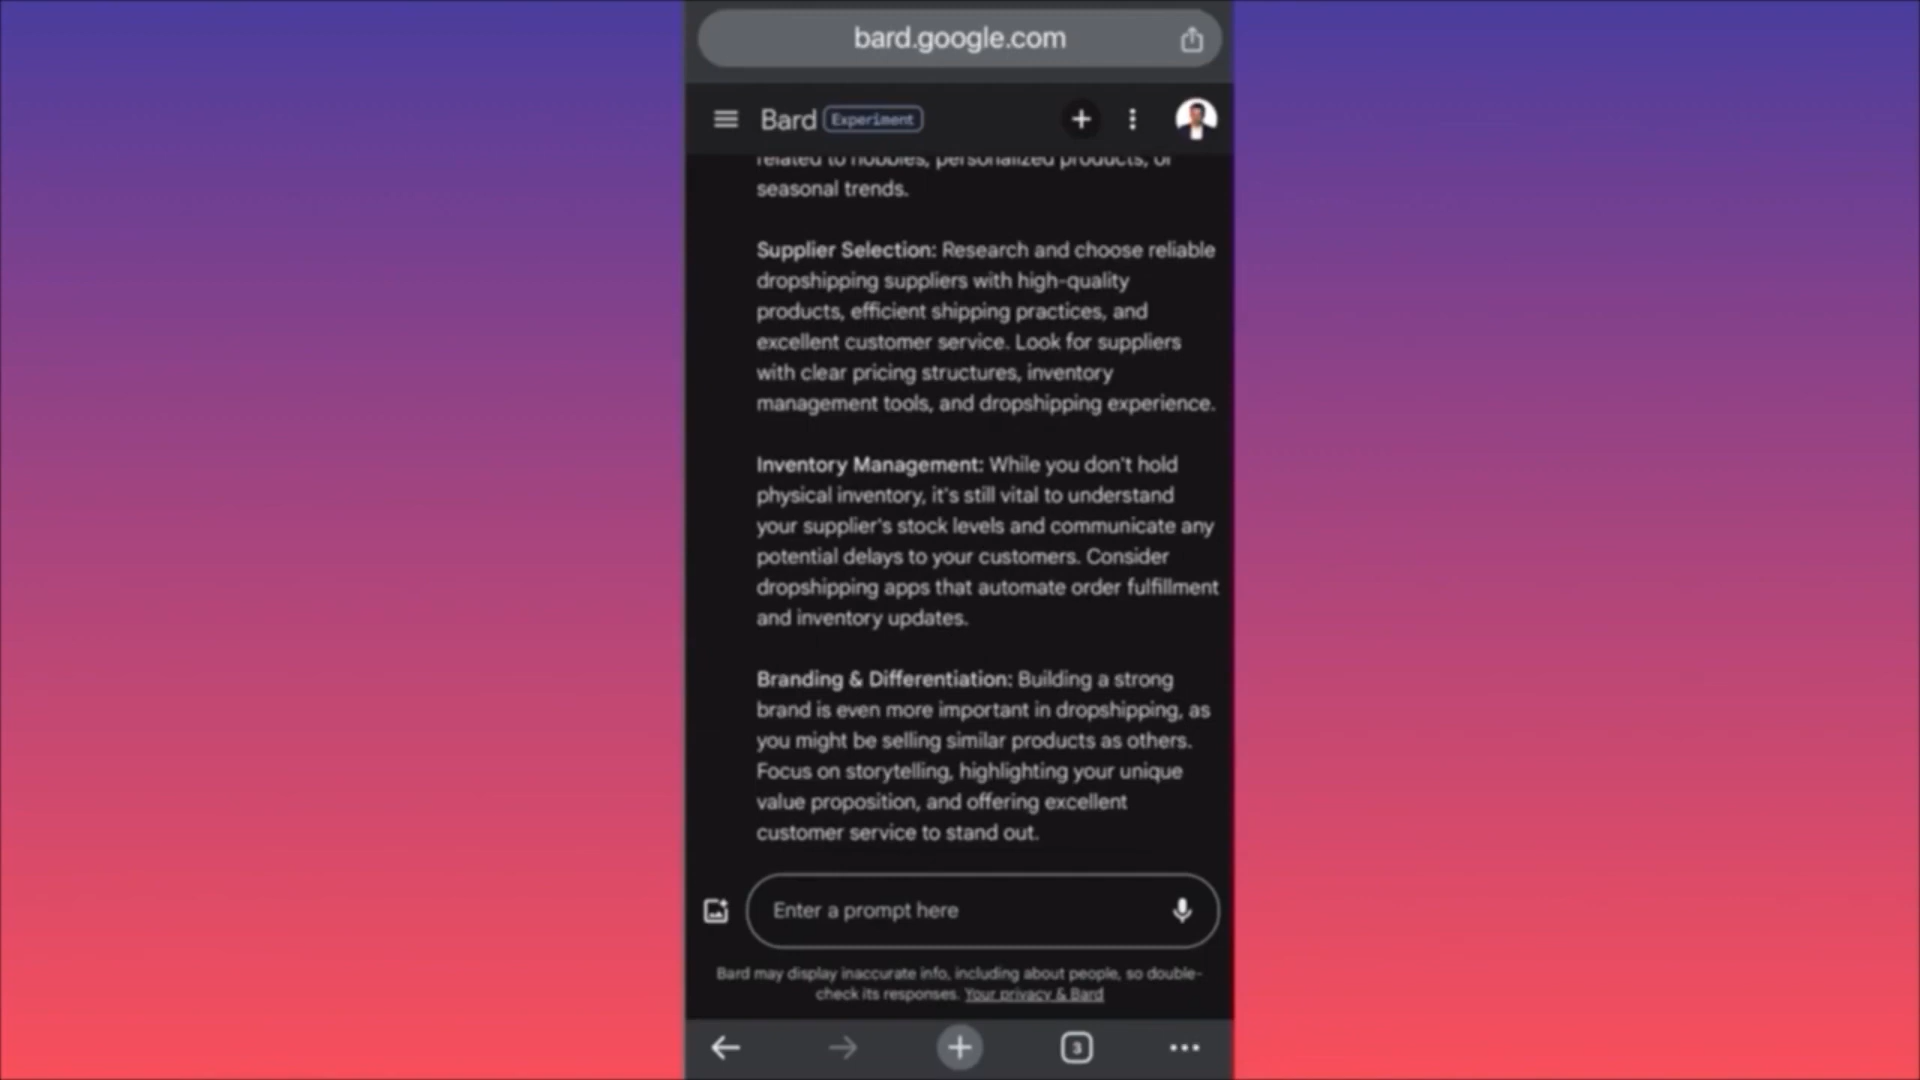 bard.google.com
Bard Experiment
related to hobbies, personalized products, or
seasonal trends.
Supplier Selection: Research and choose reliable
dropshipping suppliers with high-quality
products, efficient shipping practices, and
excellent customer service. Look for suppliers
with clear pricing structures, inventory
management tools, and dropshipping experience.
Inventory Management: While you don't hold
physical inventory, it's still vital to understand
your supplier's stock levels and communicate any
potential delays to your customers. Consider
dropshipping apps that automate order fulfillment
and inventory updates.
Branding & Differentiation: Building a strong
brand is even more important in dropshipping, as
you might be selling similar products as others.
Focus on storytelling, highlighting your unique
value proposition, and offering excellent
customer service to stand out.
Enter a prompt here
Bard may display inaccurate info, including about people, so double-
check its responses. Your privacy & Bard
3